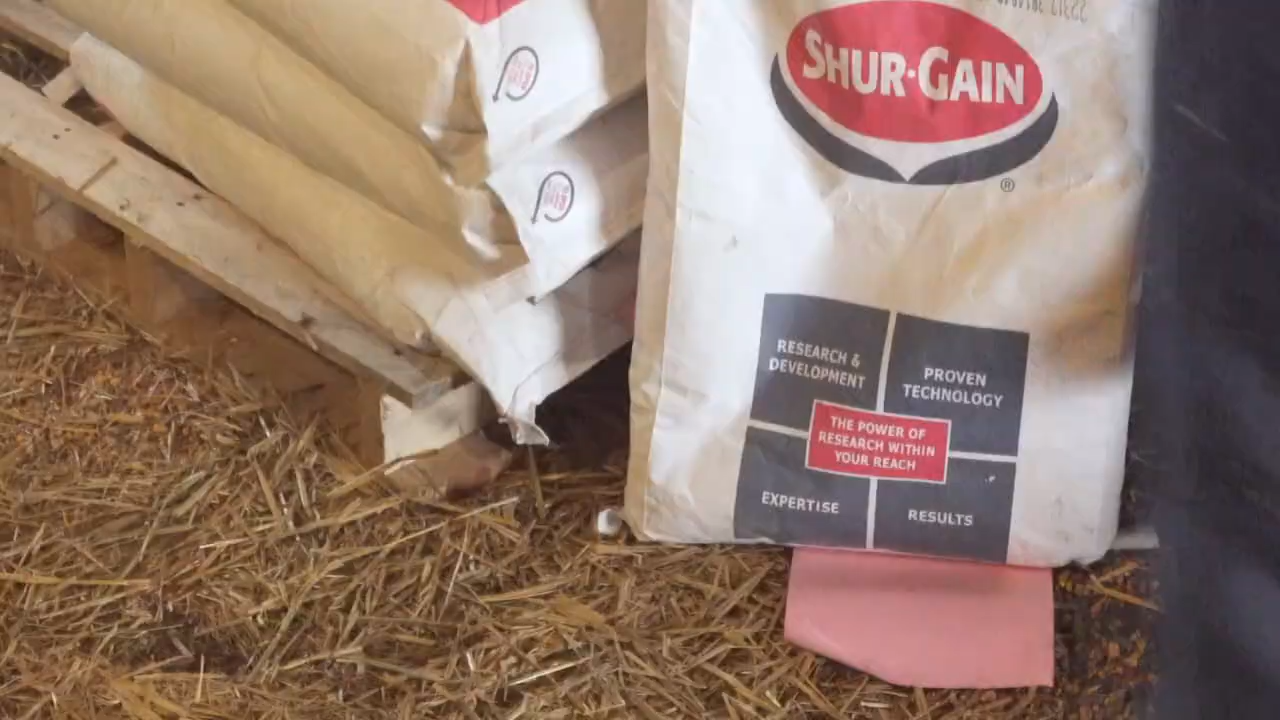 SHUR·GAIN
®
RESEARCH &
DEVELOPMENT
PROVEN
TECHNOLOGY
THE POWER OF
RESEARCH WITHIN
YOUR REACH
EXPERTISE
RESULTS